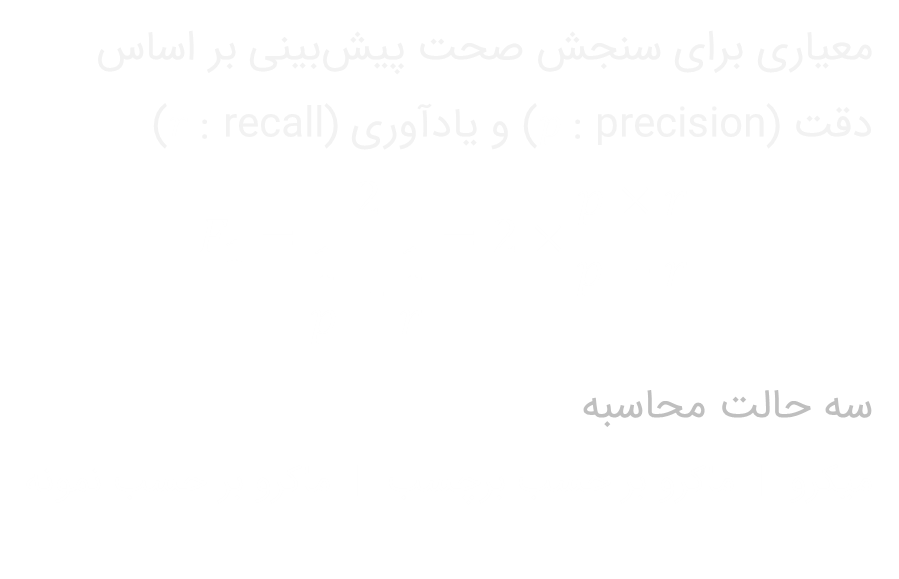 معیاری برای سنجش صحت پیش‌بینی بر اساس
دقت (precision :   ) و یادآوری (recall :   )
سه حالت محاسبه